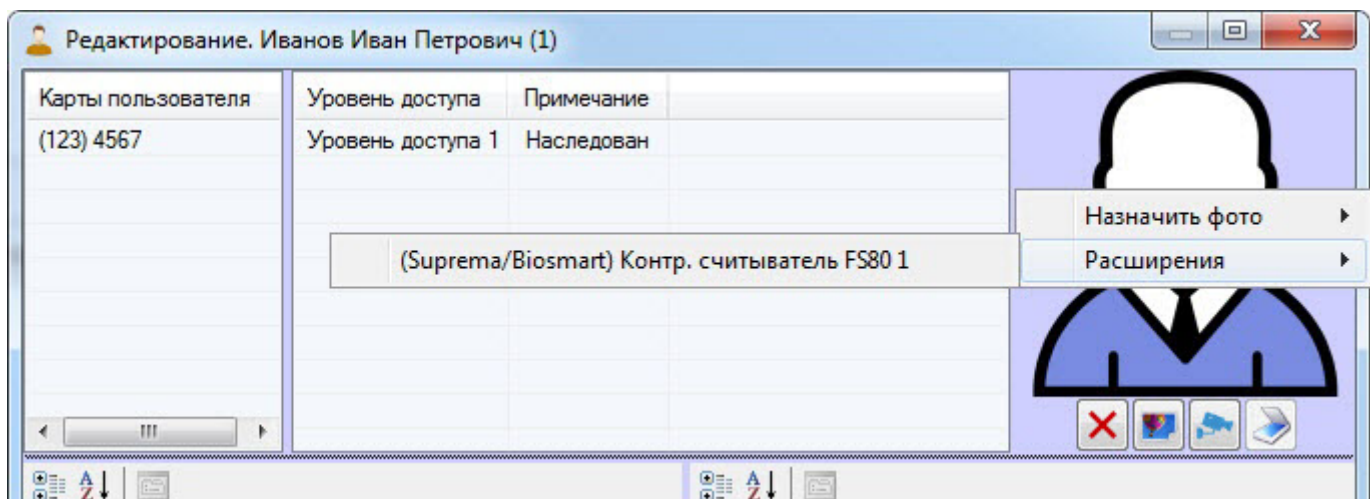 Редактирование. Иванов Иван Петрович (1)
Карты пользователя
Уровень доступа
Примечание
(123) 4567
Уровень доступа 1
Наследован
Назначить фото
(Suprema/Biosmart) Контр. считыватель FS80 1
Расширения